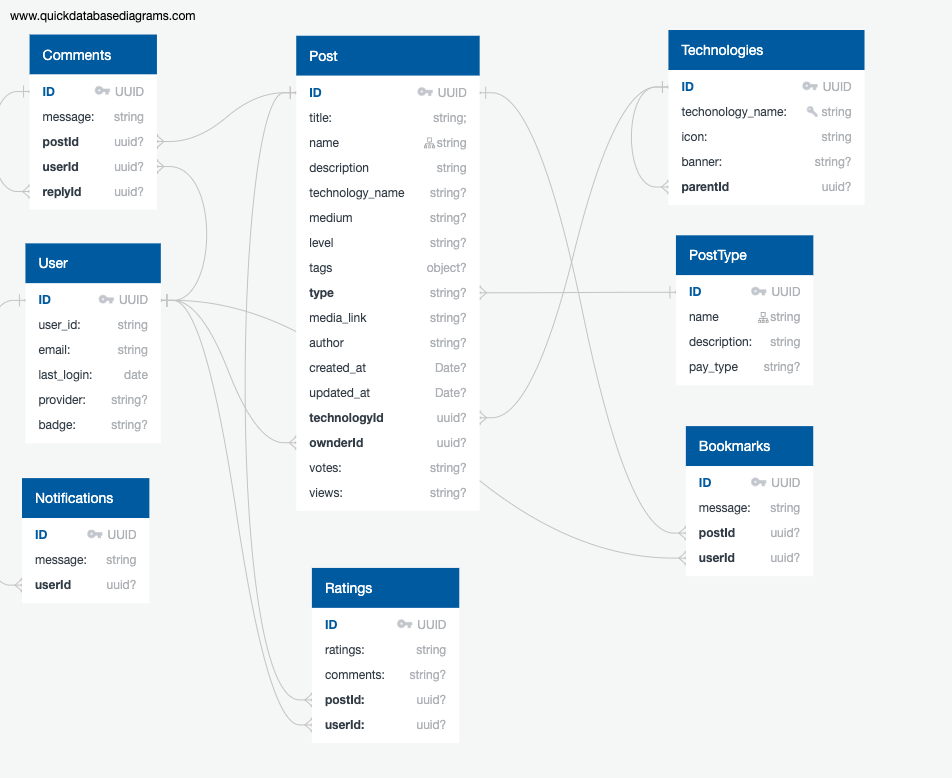 www.quickdatabasediagrams.com
Comments
ID UUID
message: string
postId uuid?
userId uuid?
replyId uuid?
User
ID UUID
user_id: string
email: string
last_login: date
provider: string?
badge: string?
Notifications
ID UUID
message: string
userId uuid?
Post
ID UUID
title: string;
name string
description string
technology_name string?
medium string?
level string?
tags object?
type string?
media_link string?
author string?
created_at Date?
updated_at Date?
technologyId uuid?
ownderId uuid?
votes: string?
views: string?
Ratings
ID UUID
ratings: string
comments: string?
postId: uuid?
userId: uuid?
Technologies
ID UUID
techonology_name: string
icon: string
banner: string?
parentId uuid?
PostType
ID UUID
name string
description: string
pay_type string?
Bookmarks
ID UUID
message: string
postId uuid?
userId uuid?